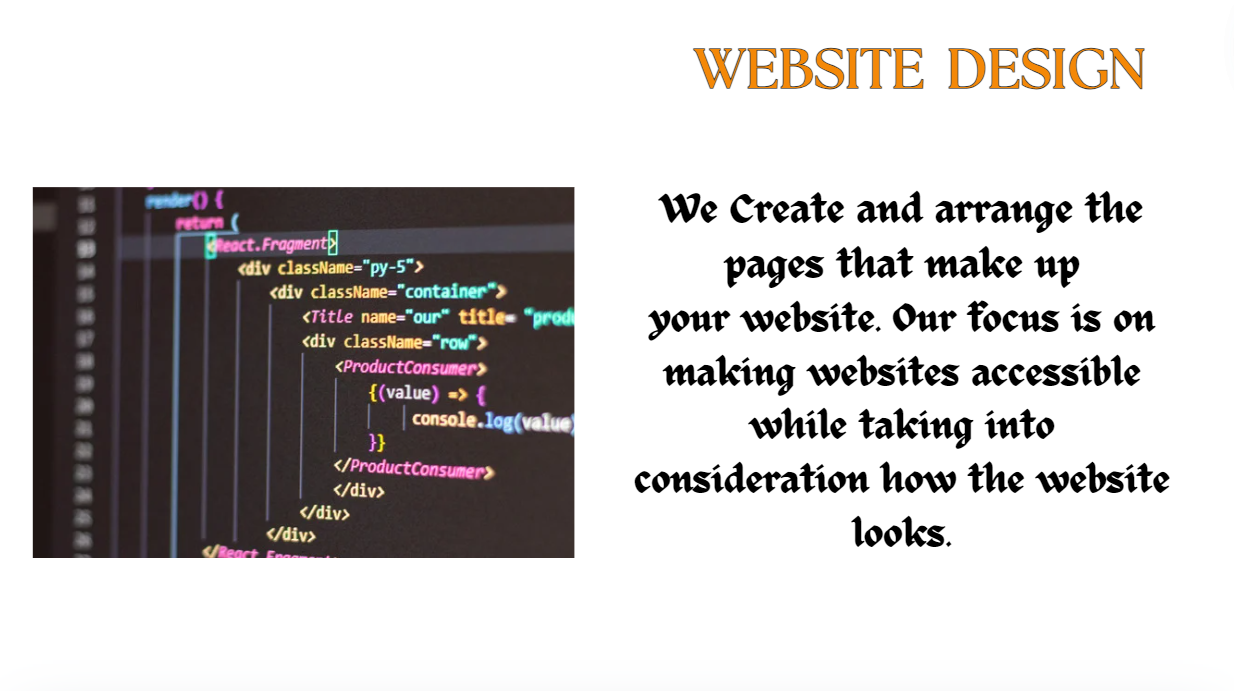 WEBSITE DESIGN
render() {
return (
<React.Fragment>
<div className="py-5">
<div className="container">
<Title name="our" title=
<div className="row">
<ProductConsumer>
{(value) => {
console.log(value)
}}
</ProductConsumer>
</div>
</div>
</div>
</React.Fragment>
We Create and arrange the
pages that make up
your website. Our focus is on
making websites accessible
while taking into
consideration how the website
looks.